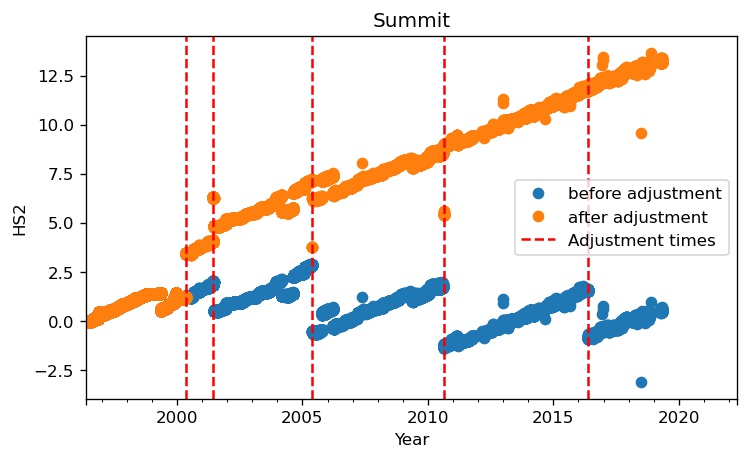 Summit
12.5
10.0
7.5
5.0
2.5
0.0
−2.5
HS2
before adjustment
after adjustment
Adjustment times
2000
2005
2010
2015
2020
Year